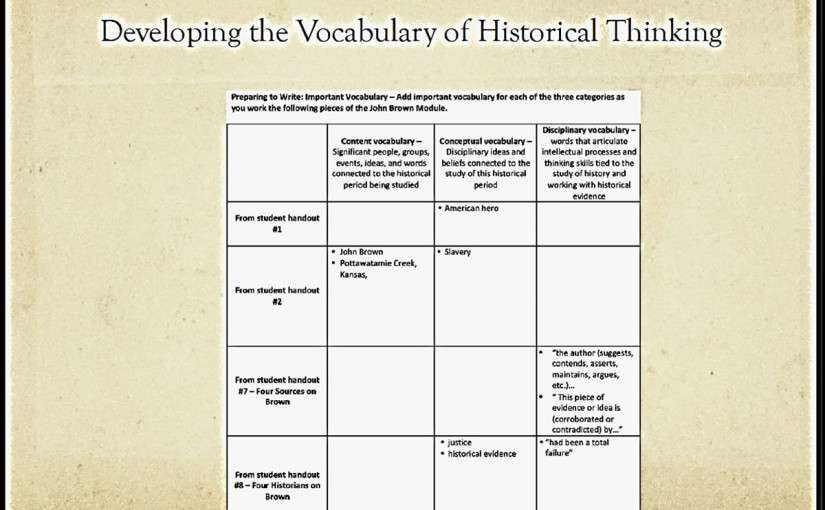 Developing the Vocabulary of Historical Thinking
Preparing to Write: Important Vocabulary – Add important vocabulary for each of the three categories as
you work the following pieces of the John Brown Module.
Content vocabulary –
Significant people, groups,
events, ideas, and words
connected to the historical
period being studied
Conceptual vocabulary –
Disciplinary ideas and
beliefs connected to the
study of this historical
period
Disciplinary vocabulary –
words that articulate
intellectual processes and
thinking skills tied to the
study of history and
working with historical
evidence
From student handout
#1
• American hero
From student handout
#2
• John Brown
• Pottawatamie Creek,
Kansas,
• Slavery
From student handout
#7 – Four Sources on
Brown
• "the author (suggests,
contends, asserts,
maintains, argues,
etc.)...
• " This piece of
evidence or idea is
(corroborated or
contradicted) by..."
From student handout
#8 – Four Historians on
Brown
• justice
• historical evidence
• "had been a total
failure"